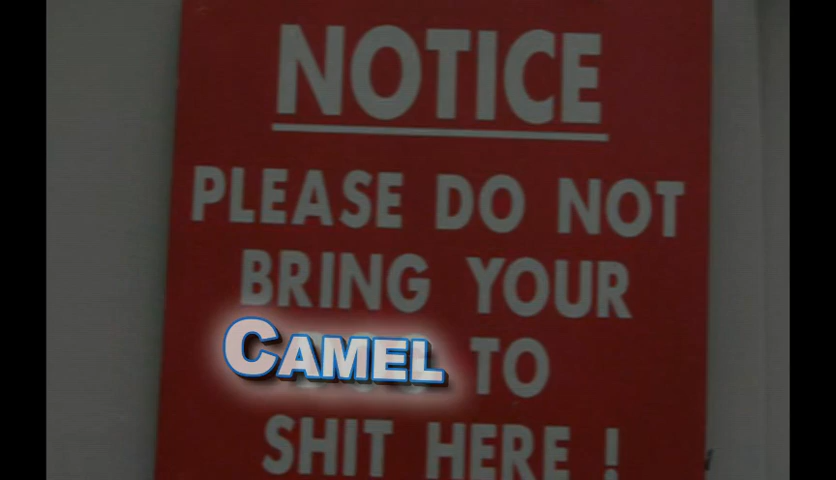 NOTICE
PLEASE DO NOT
BRING YOUR
CAMEL TO
SHIT HERE !